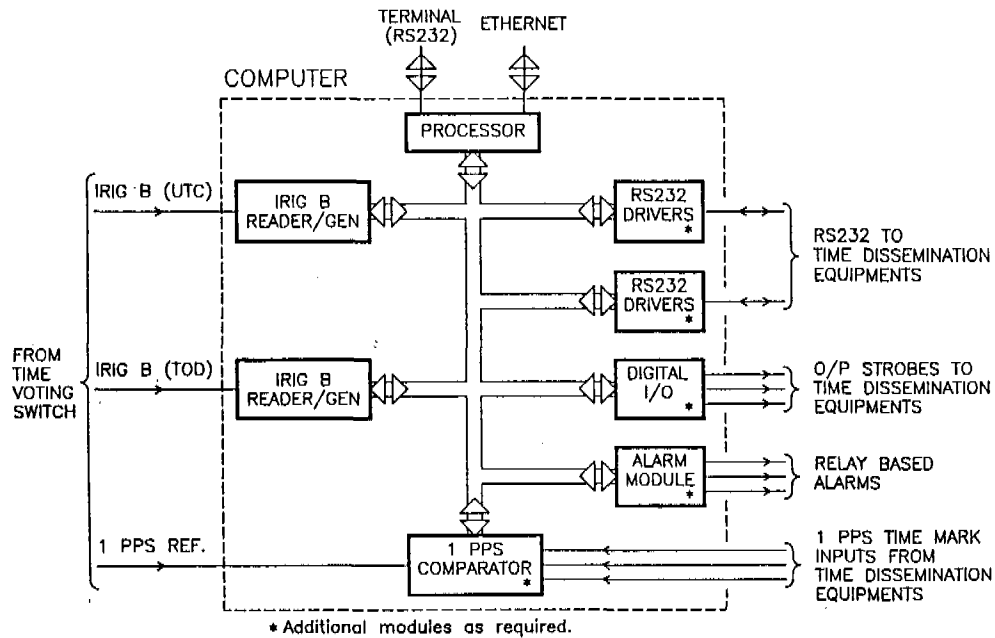 TERMINAL
(RS232)
ETHERNET
COMPUTER
PROCESSOR
IRIG B (UTC)
IRIG B
READER/GEN
RS232
DRIVERS
*
RS232 TO
TIME DISSEMINATION
EQUIPMENTS
RS232
DRIVERS
*
FROM
TIME
VOTING
SWITCH
IRIG B (TOD)
IRIG B
READER/GEN
DIGITAL
I/O
*
O/P STROBES TO
TIME DISSEMINATION
EQUIPMENTS
ALARM
MODULE
*
RELAY BASED
ALARMS
1 PPS REF.
1 PPS
COMPARATOR
*
1 PPS TIME MARK
INPUTS FROM
TIME DISSEMINATION
EQUIPMENTS
* Additional modules as required.